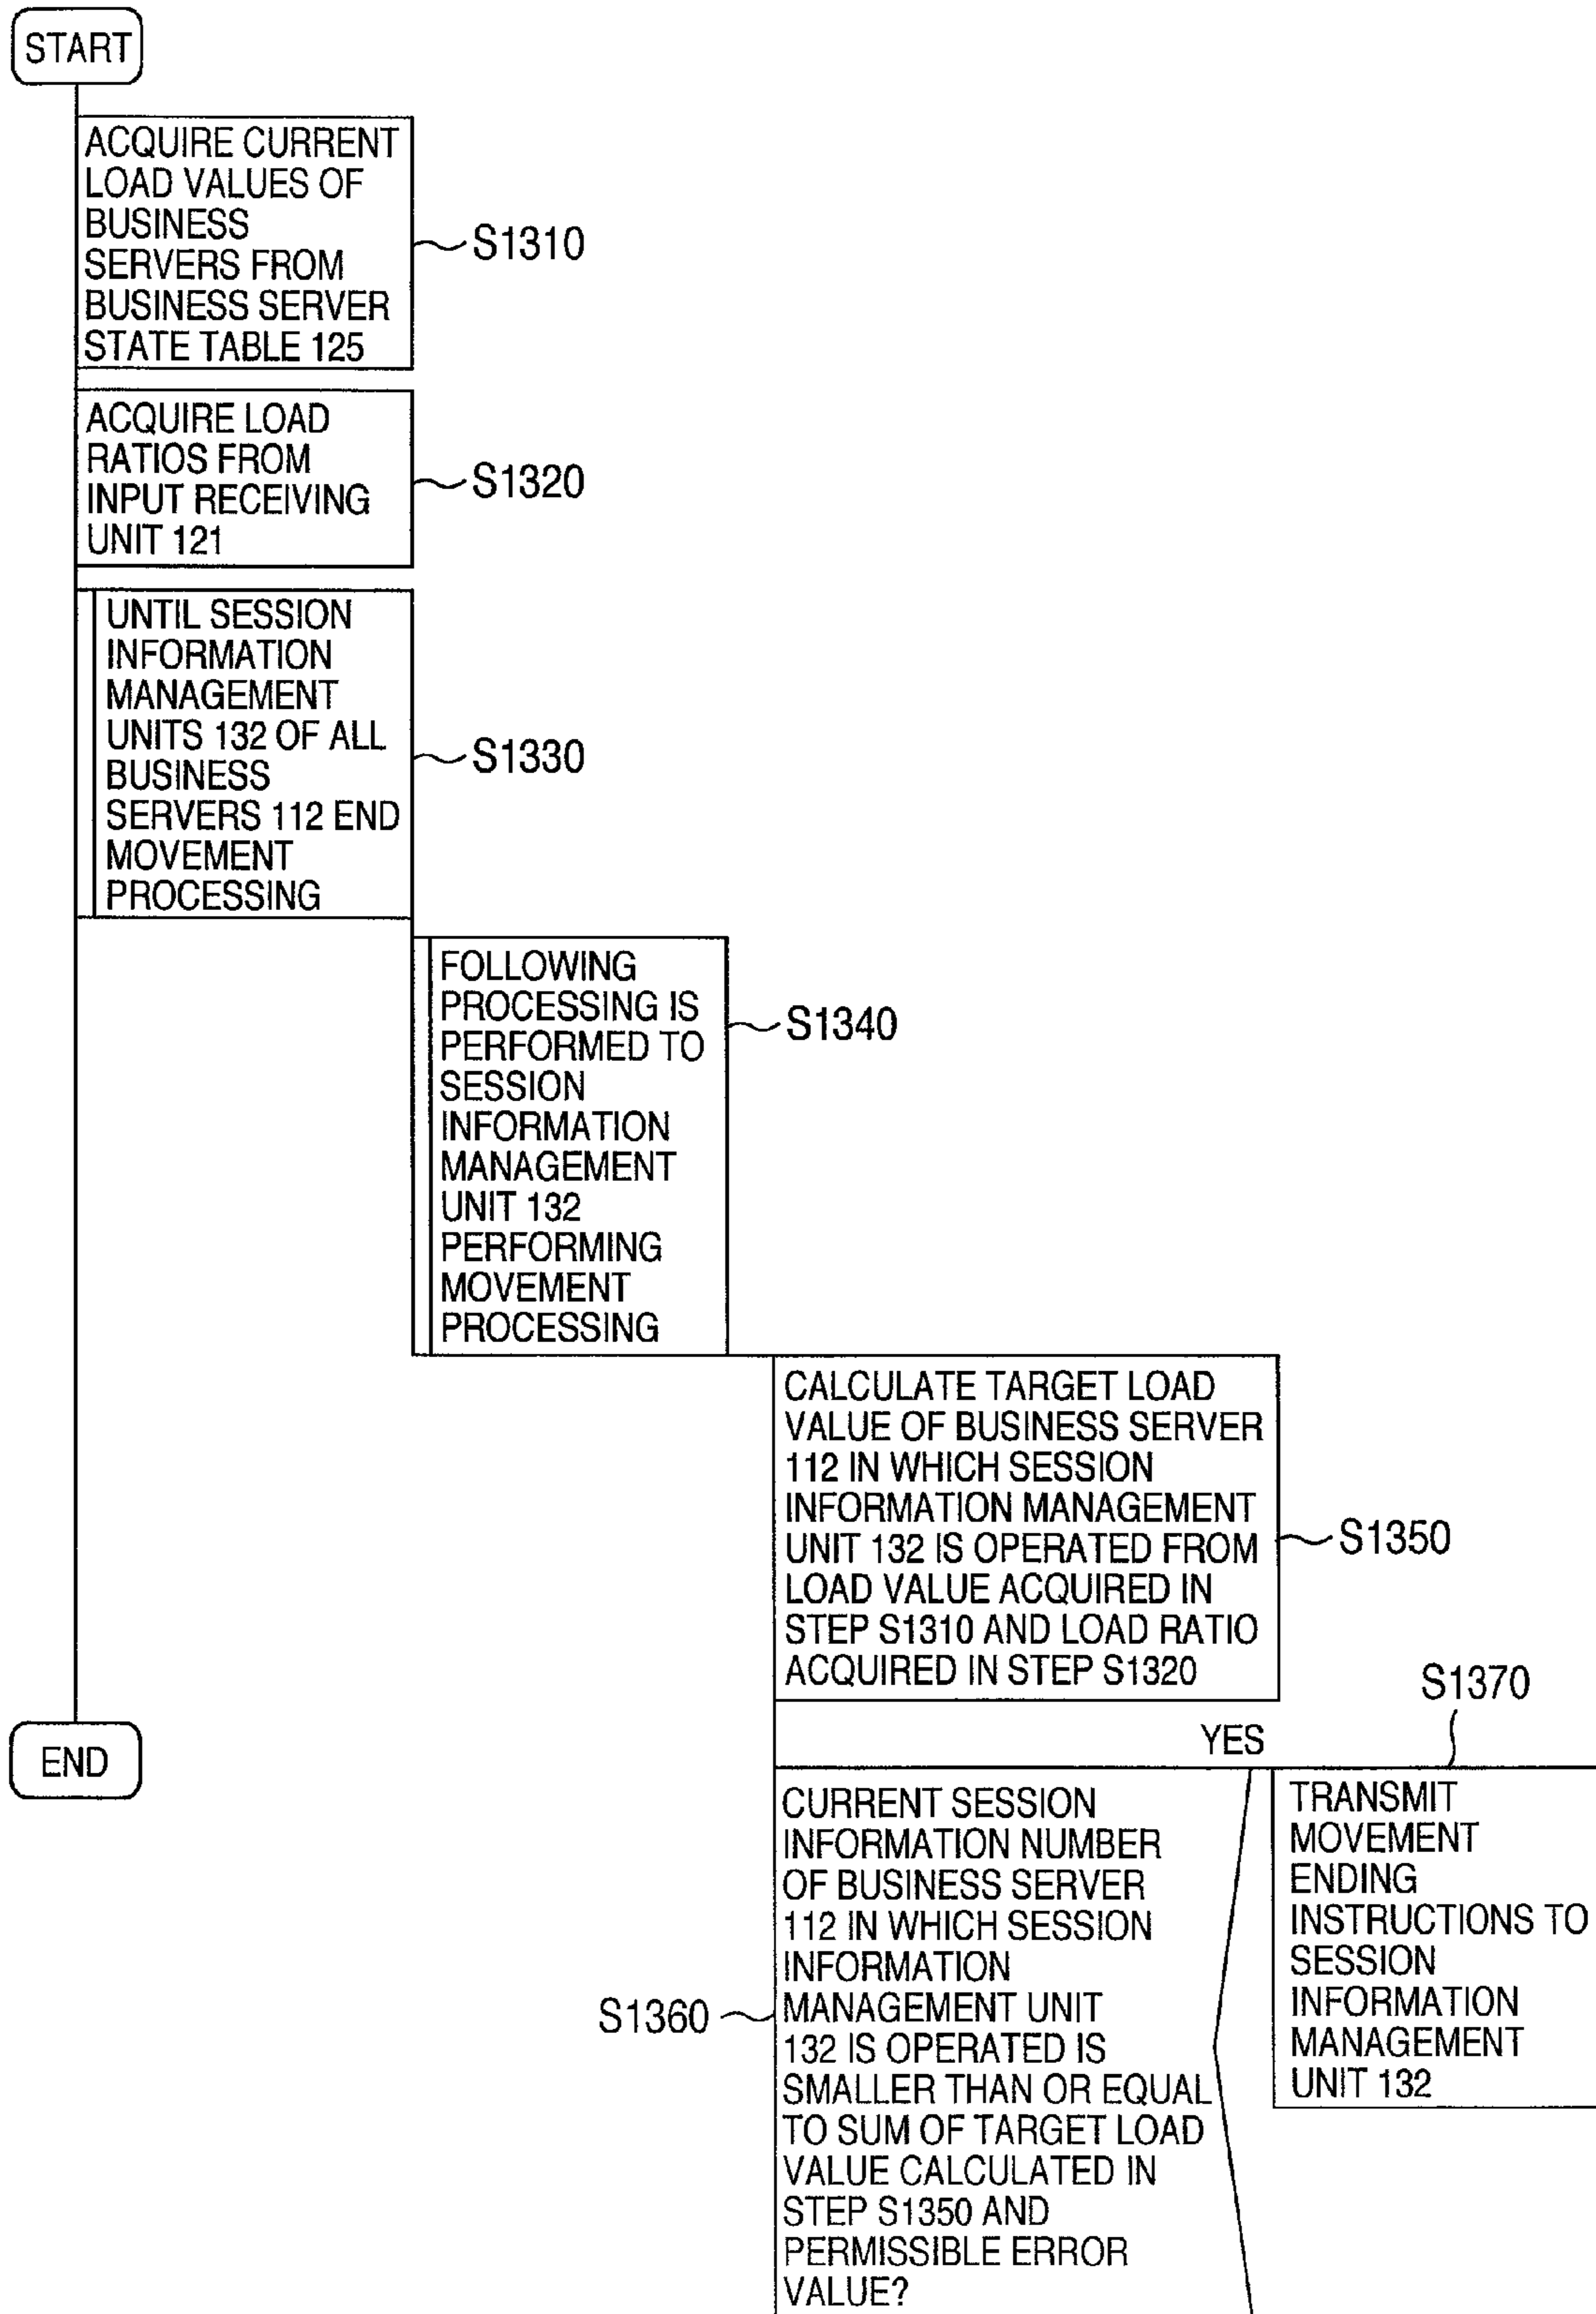 START
ACQUIRE CURRENT
LOAD VALUES OF
BUSINESS
SERVERS FROM
BUSINESS SERVER
STATE TABLE 125
S1310
ACQUIRE LOAD
RATIOS FROM
INPUT RECEIVING
UNIT 121
S1320
UNTIL SESSION
INFORMATION
MANAGEMENT
UNITS 132 OF ALL
BUSINESS
SERVERS 112 END
MOVEMENT
PROCESSING
S1330
FOLLOWING
PROCESSING IS
PERFORMED TO
SESSION
INFORMATION
MANAGEMENT
UNIT 132
PERFORMING
MOVEMENT
PROCESSING
S1340
CALCULATE TARGET LOAD
VALUE OF BUSINESS SERVER
112 IN WHICH SESSION
INFORMATION MANAGEMENT
UNIT 132 IS OPERATED FROM
LOAD VALUE ACQUIRED IN
STEP S1310 AND LOAD RATIO
ACQUIRED IN STEP S1320
S1350
END
YES
S1370
CURRENT SESSION
INFORMATION NUMBER
OF BUSINESS SERVER
112 IN WHICH SESSION
INFORMATION
MANAGEMENT UNIT
132 IS OPERATED IS
SMALLER THAN OR EQUAL
TO SUM OF TARGET LOAD
VALUE CALCULATED IN
STEP S1350 AND
PERMISSIBLE ERROR
VALUE?
S1360
TRANSMIT
MOVEMENT
ENDING
INSTRUCTIONS TO
SESSION
INFORMATION
MANAGEMENT
UNIT 132